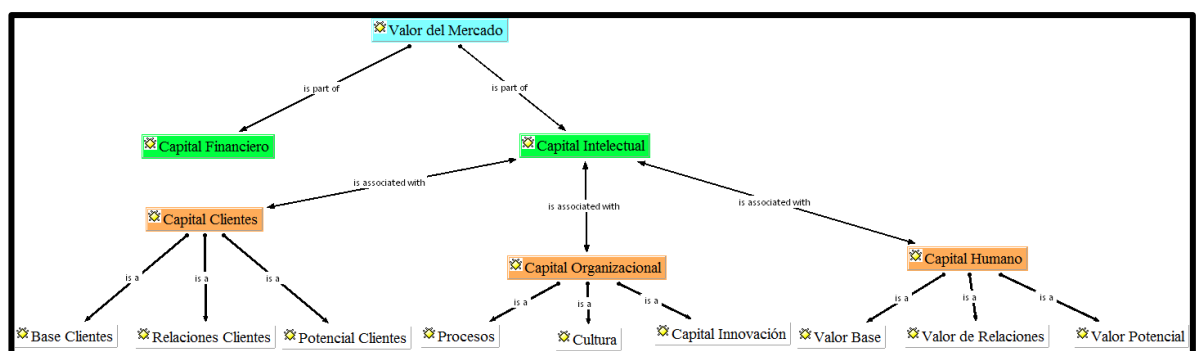 Valor del Mercado
is part of
is part of
Capital Financiero
Capital Intelectual
is associated with
is associated with
is associated with
Capital Clientes
Capital Organizacional
Capital Humano
is a
is a
is a
is a
is a
is a
is a
is a
is a
Base Clientes
Relaciones Clientes
Potencial Clientes
Procesos
Cultura
Capital Innovación
Valor Base
Valor de Relaciones
Valor Potencial